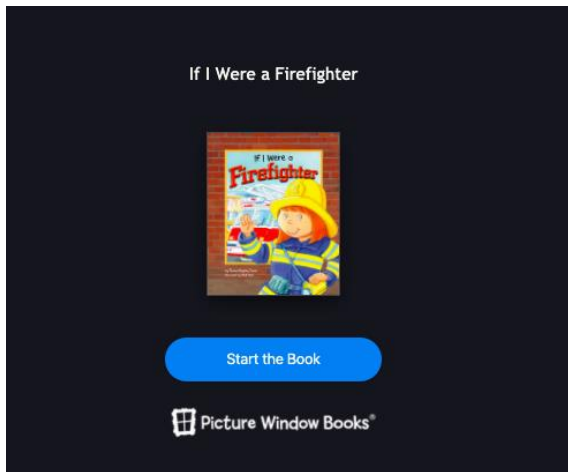 If I Were a Firefighter
If I Were a
Firefighter
Start the Book
Picture Window Books®